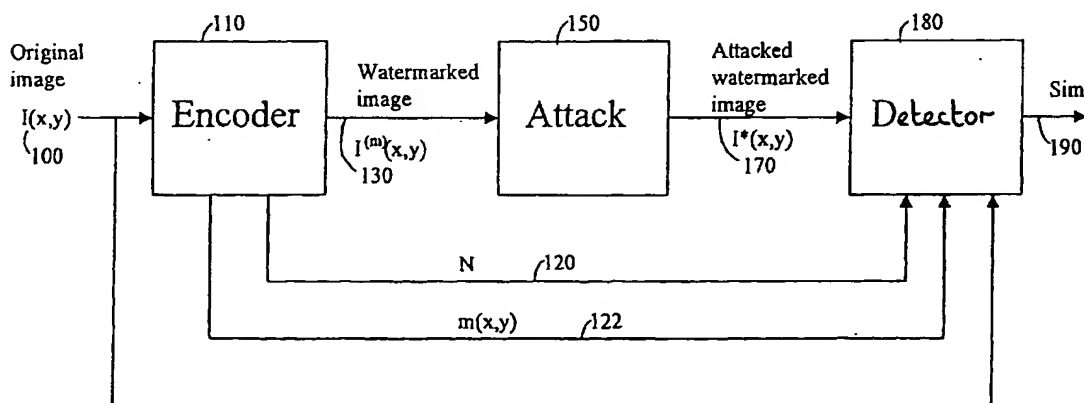 110
150
180
Original
image
Watermarked
image
Attacked
watermarked
image
Sim
I(x,y)
100
Encoder
Attack
Detector
I^(m)(x,y)
130
I*(x,y)
170
190
N
120
m(x,y)
122